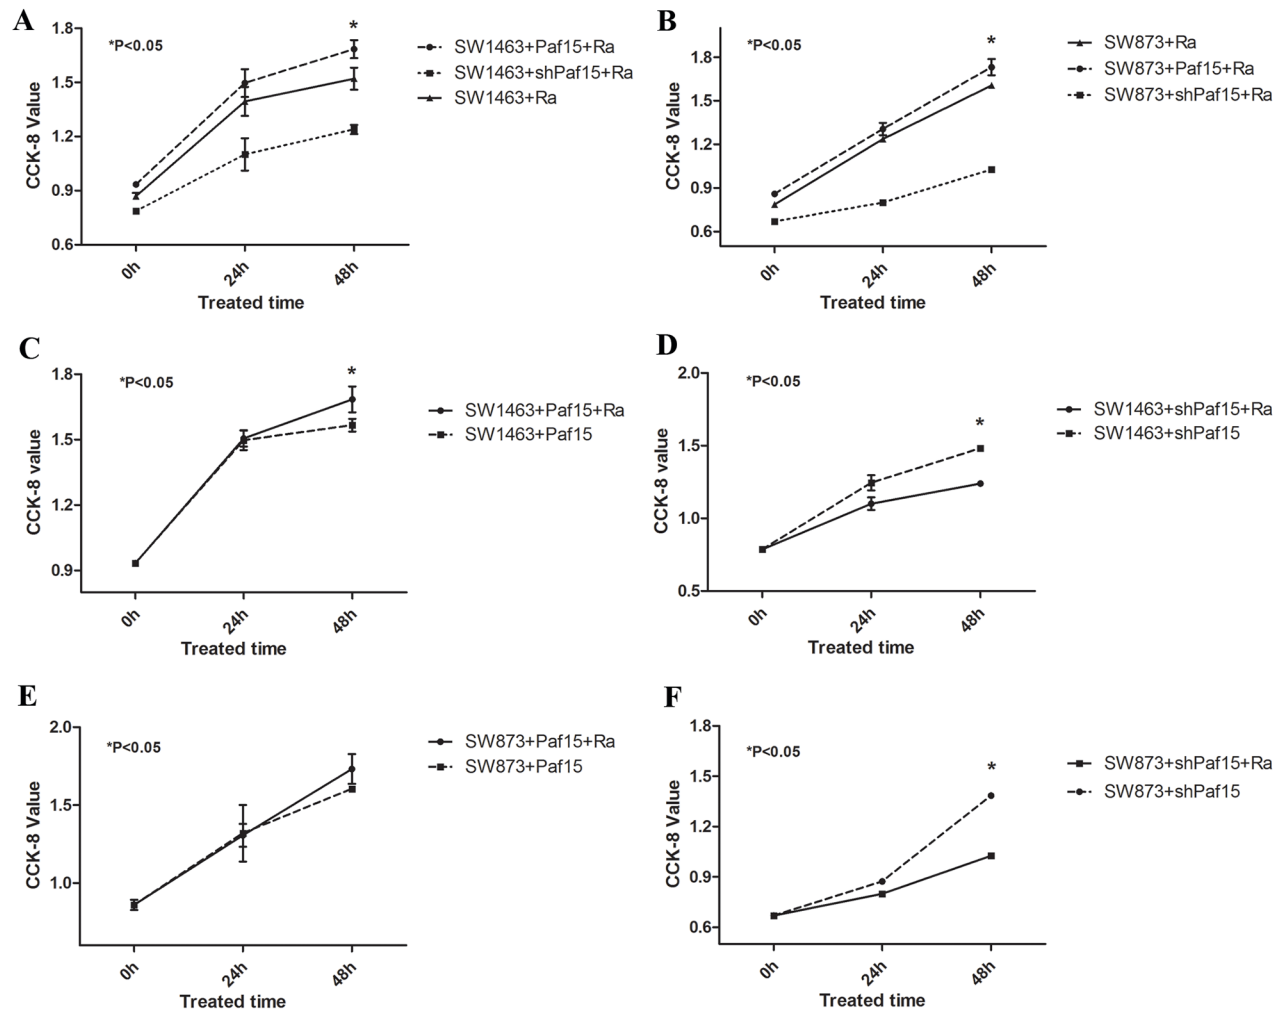 A
*P<0.05
*
CCK-8 Value
1.8
1.5
1.2
0.9
0.6
0h
24h
48h
Treated time
SW1463+Paf15+Ra
SW1463+shPaf15+Ra
SW1463+Ra
B
*P<0.05
*
CCK-8 Value
1.8
1.5
1.2
0.9
0.6
0h
24h
48h
Treated time
SW873+Ra
SW873+Paf15+Ra
SW873+shPaf15+Ra
C
*P<0.05
*
CCK-8 value
1.8
1.5
1.2
0.9
0h
24h
48h
Treated time
SW1463+Paf15+Ra
SW1463+Paf15
D
*P<0.05
*
CCK-8 value
2.0
1.5
1.0
0.5
0h
24h
48h
Treated time
SW1463+shPaf15+Ra
SW1463+shPaf15
E
*P<0.05
CCK-8 Value
2.0
1.5
1.0
0h
24h
48h
Treated time
SW873+Paf15+Ra
SW873+Paf15
F
*P<0.05
*
CCK-8 Value
1.8
1.5
1.2
0.9
0.6
0h
24h
48h
Treated time
SW873+shPaf15+Ra
SW873+shPaf15